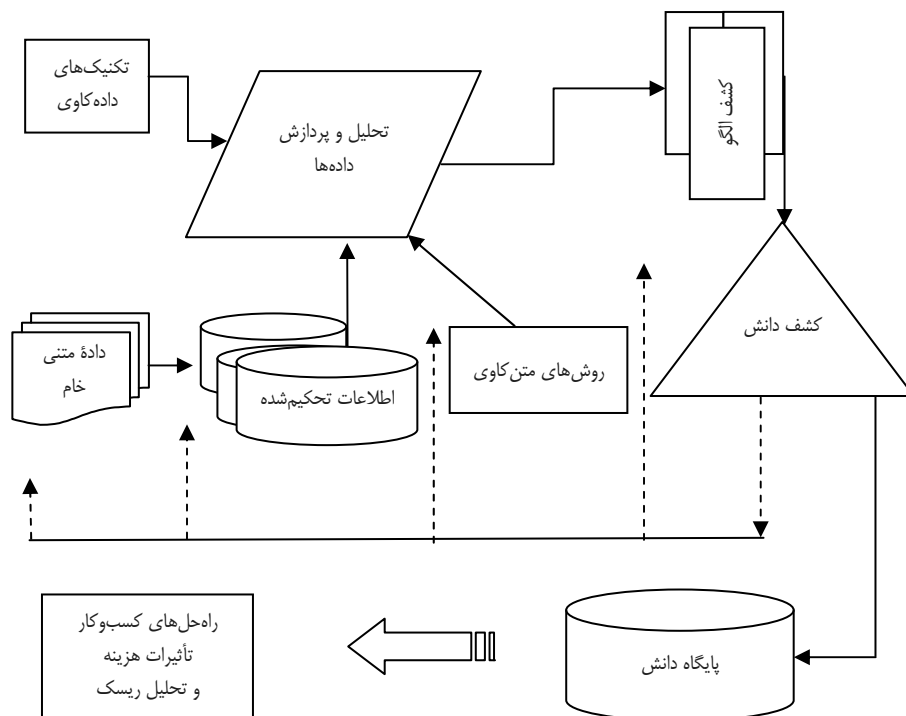 تکنیک‌های
داده‌کاوی
تحلیل و پردازش
داده‌ها
کشف الگو
دادهٔ متنی
خام
اطلاعات تحکیم‌شده
روش‌های متن‌کاوی
کشف دانش
راه‌حل‌های کسب‌وکار
تأثیرات هزینه
و تحلیل ریسک
پایگاه دانش